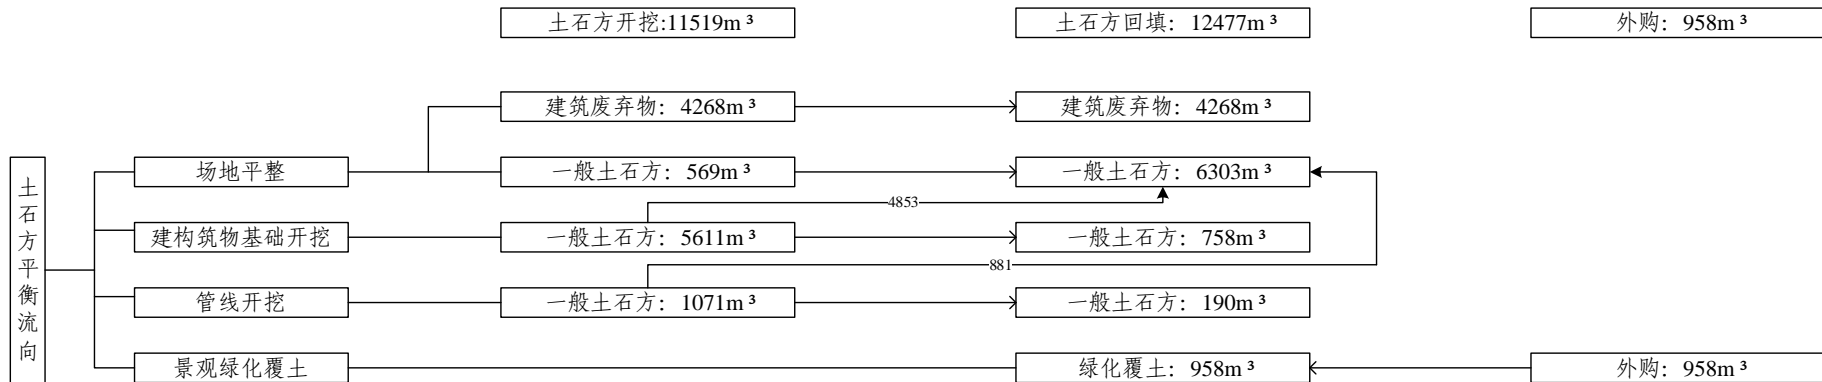 土石方开挖:11519m³
土石方回填：12477m³
外购：958m³
建筑废弃物：4268m³
建筑废弃物：4268m³
土石方平衡流向
场地平整
一般土石方：569m³
一般土石方：6303m³
4853
建构筑物基础开挖
一般土石方：5611m³
一般土石方：758m³
881
管线开挖
一般土石方：1071m³
一般土石方：190m³
景观绿化覆土
绿化覆土：958m³
外购：958m³